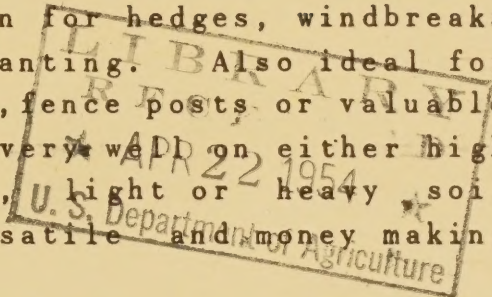 n for hedges, windbreak
anting. Also ideal fo
, fence posts or valuabl
very well on either hig
, light or heavy soi
satile and money makin
LIBRARY
★ APR 22 1954 ★
U. S. Department of Agriculture